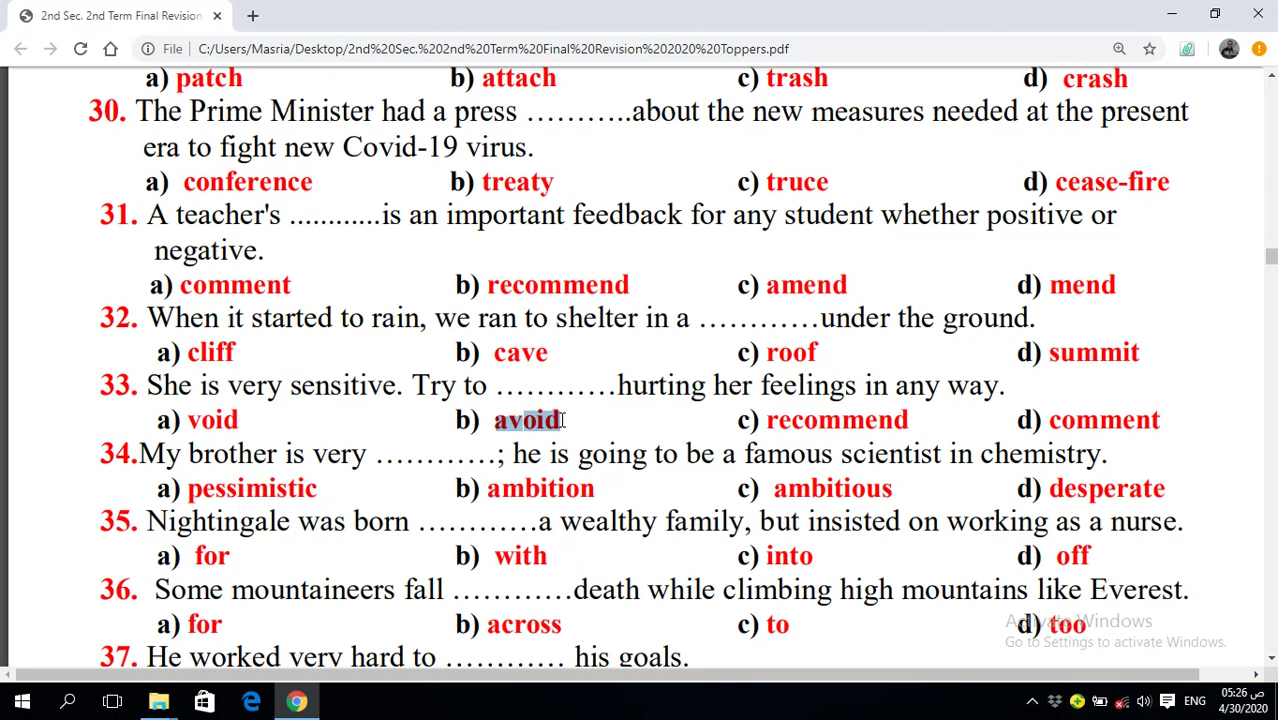 2nd Sec. 2nd Term Final Revision
File C:/Users/Masria/Desktop/2nd%20Sec.%202nd%20Term%20Final%20Revision%202020%20Toppers.pdf
a) patch b) attach c) trash d) crash
30. The Prime Minister had a press ………..about the new measures needed at the present
era to fight new Covid-19 virus.
a) conference b) treaty c) truce d) cease-fire
31. A teacher's ............is an important feedback for any student whether positive or
negative.
a) comment b) recommend c) amend d) mend
32. When it started to rain, we ran to shelter in a …………under the ground.
a) cliff b) cave c) roof d) summit
33. She is very sensitive. Try to …………hurting her feelings in any way.
a) void b) avoid c) recommend d) comment
34.My brother is very …………; he is going to be a famous scientist in chemistry.
a) pessimistic b) ambition c) ambitious d) desperate
35. Nightingale was born …………a wealthy family, but insisted on working as a nurse.
a) for b) with c) into d) off
36. Some mountaineers fall …………death while climbing high mountains like Everest.
a) for b) across c) to d) too
Activate Windows
Go to Settings to activate Windows.
37. He worked very hard to ………… his goals.
ENG
05:26 ص
4/30/2020